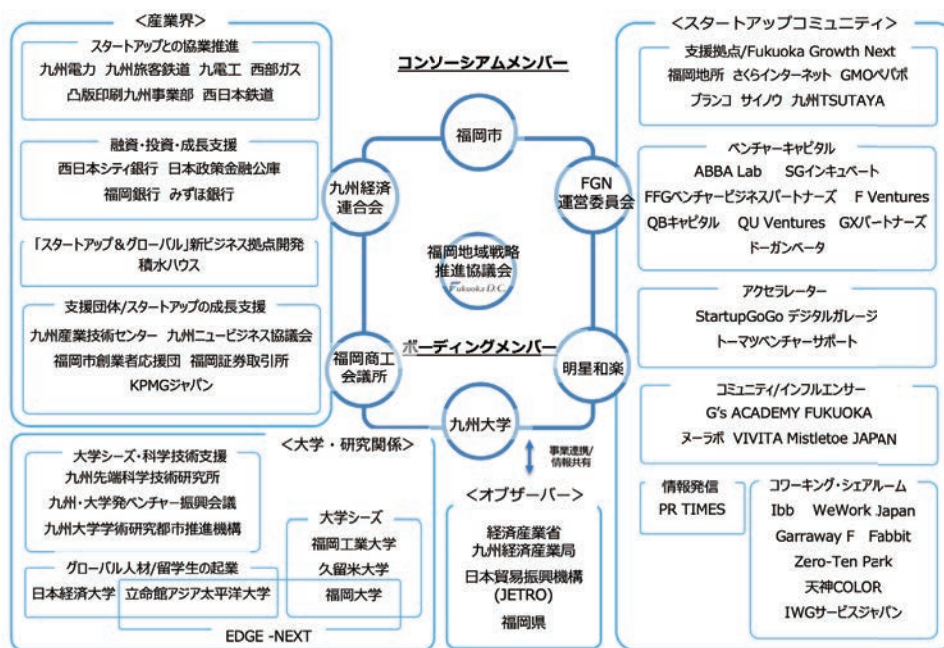 <産業界>
スタートアップとの協業推進
九州電力 九州旅客鉄道 九電工 西部ガス
凸版印刷九州事業部 西日本鉄道
融資・投資・成長支援
西日本シティ銀行 日本政策金融公庫
福岡銀行 みずほ銀行
「スタートアップ＆グローバル」新ビジネス拠点開発
積水ハウス
支援団体/スタートアップの成長支援
九州産業技術センター 九州ニュービジネス協議会
福岡市創業者応援団 福岡証券取引所
KPMGジャパン
コンソーシアムメンバー
福岡市
九州経済
連合会
FGN
運営委員会
福岡地域戦略
推進協議会
Fukuoka D.C.
ボーディングメンバー
福岡商工
会議所
明星和楽
九州大学
事業連携/
情報共有
<スタートアップコミュニティ>
支援拠点/Fukuoka Growth Next
福岡地所 さくらインターネット GMOペパボ
ブランコ サイノウ 九州TSUTAYA
ベンチャーキャピタル
ABBA Lab SGインキュベート
FFGベンチャービジネスパートナーズ F Ventures
QBキャピタル QU Ventures GXパートナーズ
ドーガンベータ
アクセラレーター
StartupGoGo デジタルガレージ
トーマツベンチャーサポート
コミュニティ/インフルエンサー
G's ACADEMY FUKUOKA
ヌーラボ VIVITA Mistletoe JAPAN
情報発信
PR TIMES
コワーキング・シェアルーム
Ibb WeWork Japan
Garraway F Fabbit
Zero-Ten Park
天神COLOR
IWGサービスジャパン
<大学・研究関係>
大学シーズ・科学技術支援
九州先端科学技術研究所
九州・大学発ベンチャー振興会議
九州大学学術研究都市推進機構
大学シーズ
福岡工業大学
久留米大学
福岡大学
グローバル人材/留学生の起業
日本経済大学 立命館アジア太平洋大学
EDGE -NEXT
<オブザーバー>
経済産業省
九州経済産業局
日本貿易振興機構
(JETRO)
福岡県